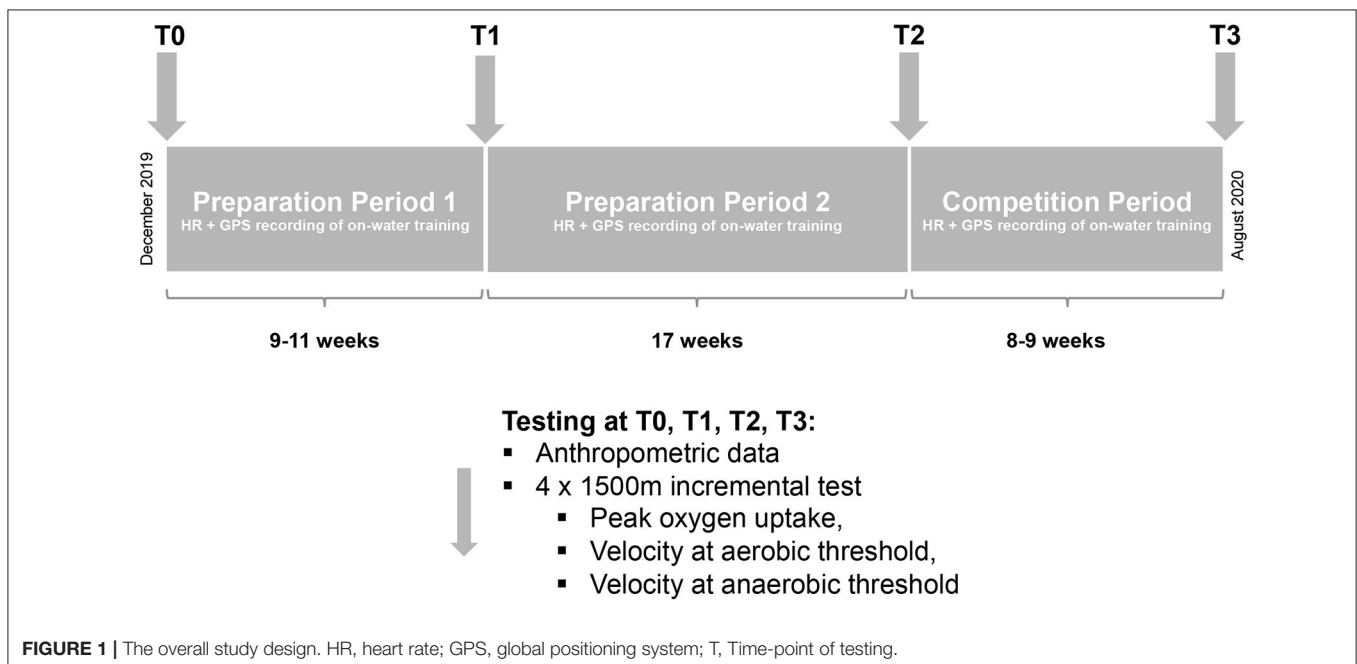 T0 T1 T2 T3
December 2019
Preparation Period 1
HR + GPS recording of on-water training
Preparation Period 2
HR + GPS recording of on-water training
Competition Period
HR + GPS recording of on-water training
August 2020
9-11 weeks 17 weeks 8-9 weeks
Testing at T0, T1, T2, T3:
▪ Anthropometric data
▪ 4 x 1500m incremental test
▪ Peak oxygen uptake,
▪ Velocity at aerobic threshold,
▪ Velocity at anaerobic threshold
FIGURE 1 | The overall study design. HR, heart rate; GPS, global positioning system; T, Time-point of testing.